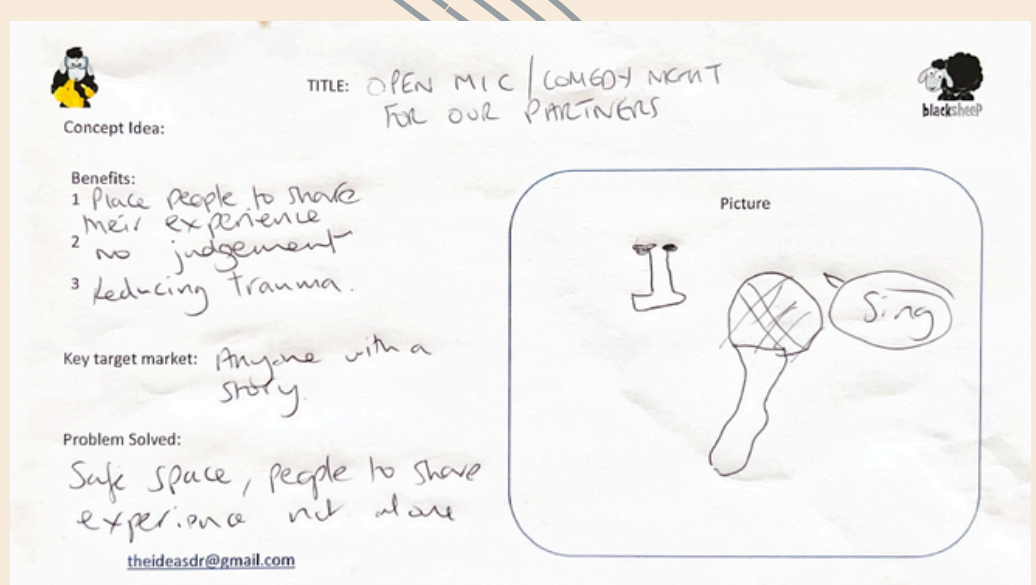 TITLE: OPEN MIC / COMEDY NIGHT
FOR OUR PARTNERS
blacksheep
Concept Idea:
Benefits:
1 Place people to share
their experience
2 no judgement
3 Reducing trauma.
Key target market: Anyone with a
story.
Problem Solved:
Safe space, people to share
experience not alone
theideasdr@gmail.com
Picture
Sing